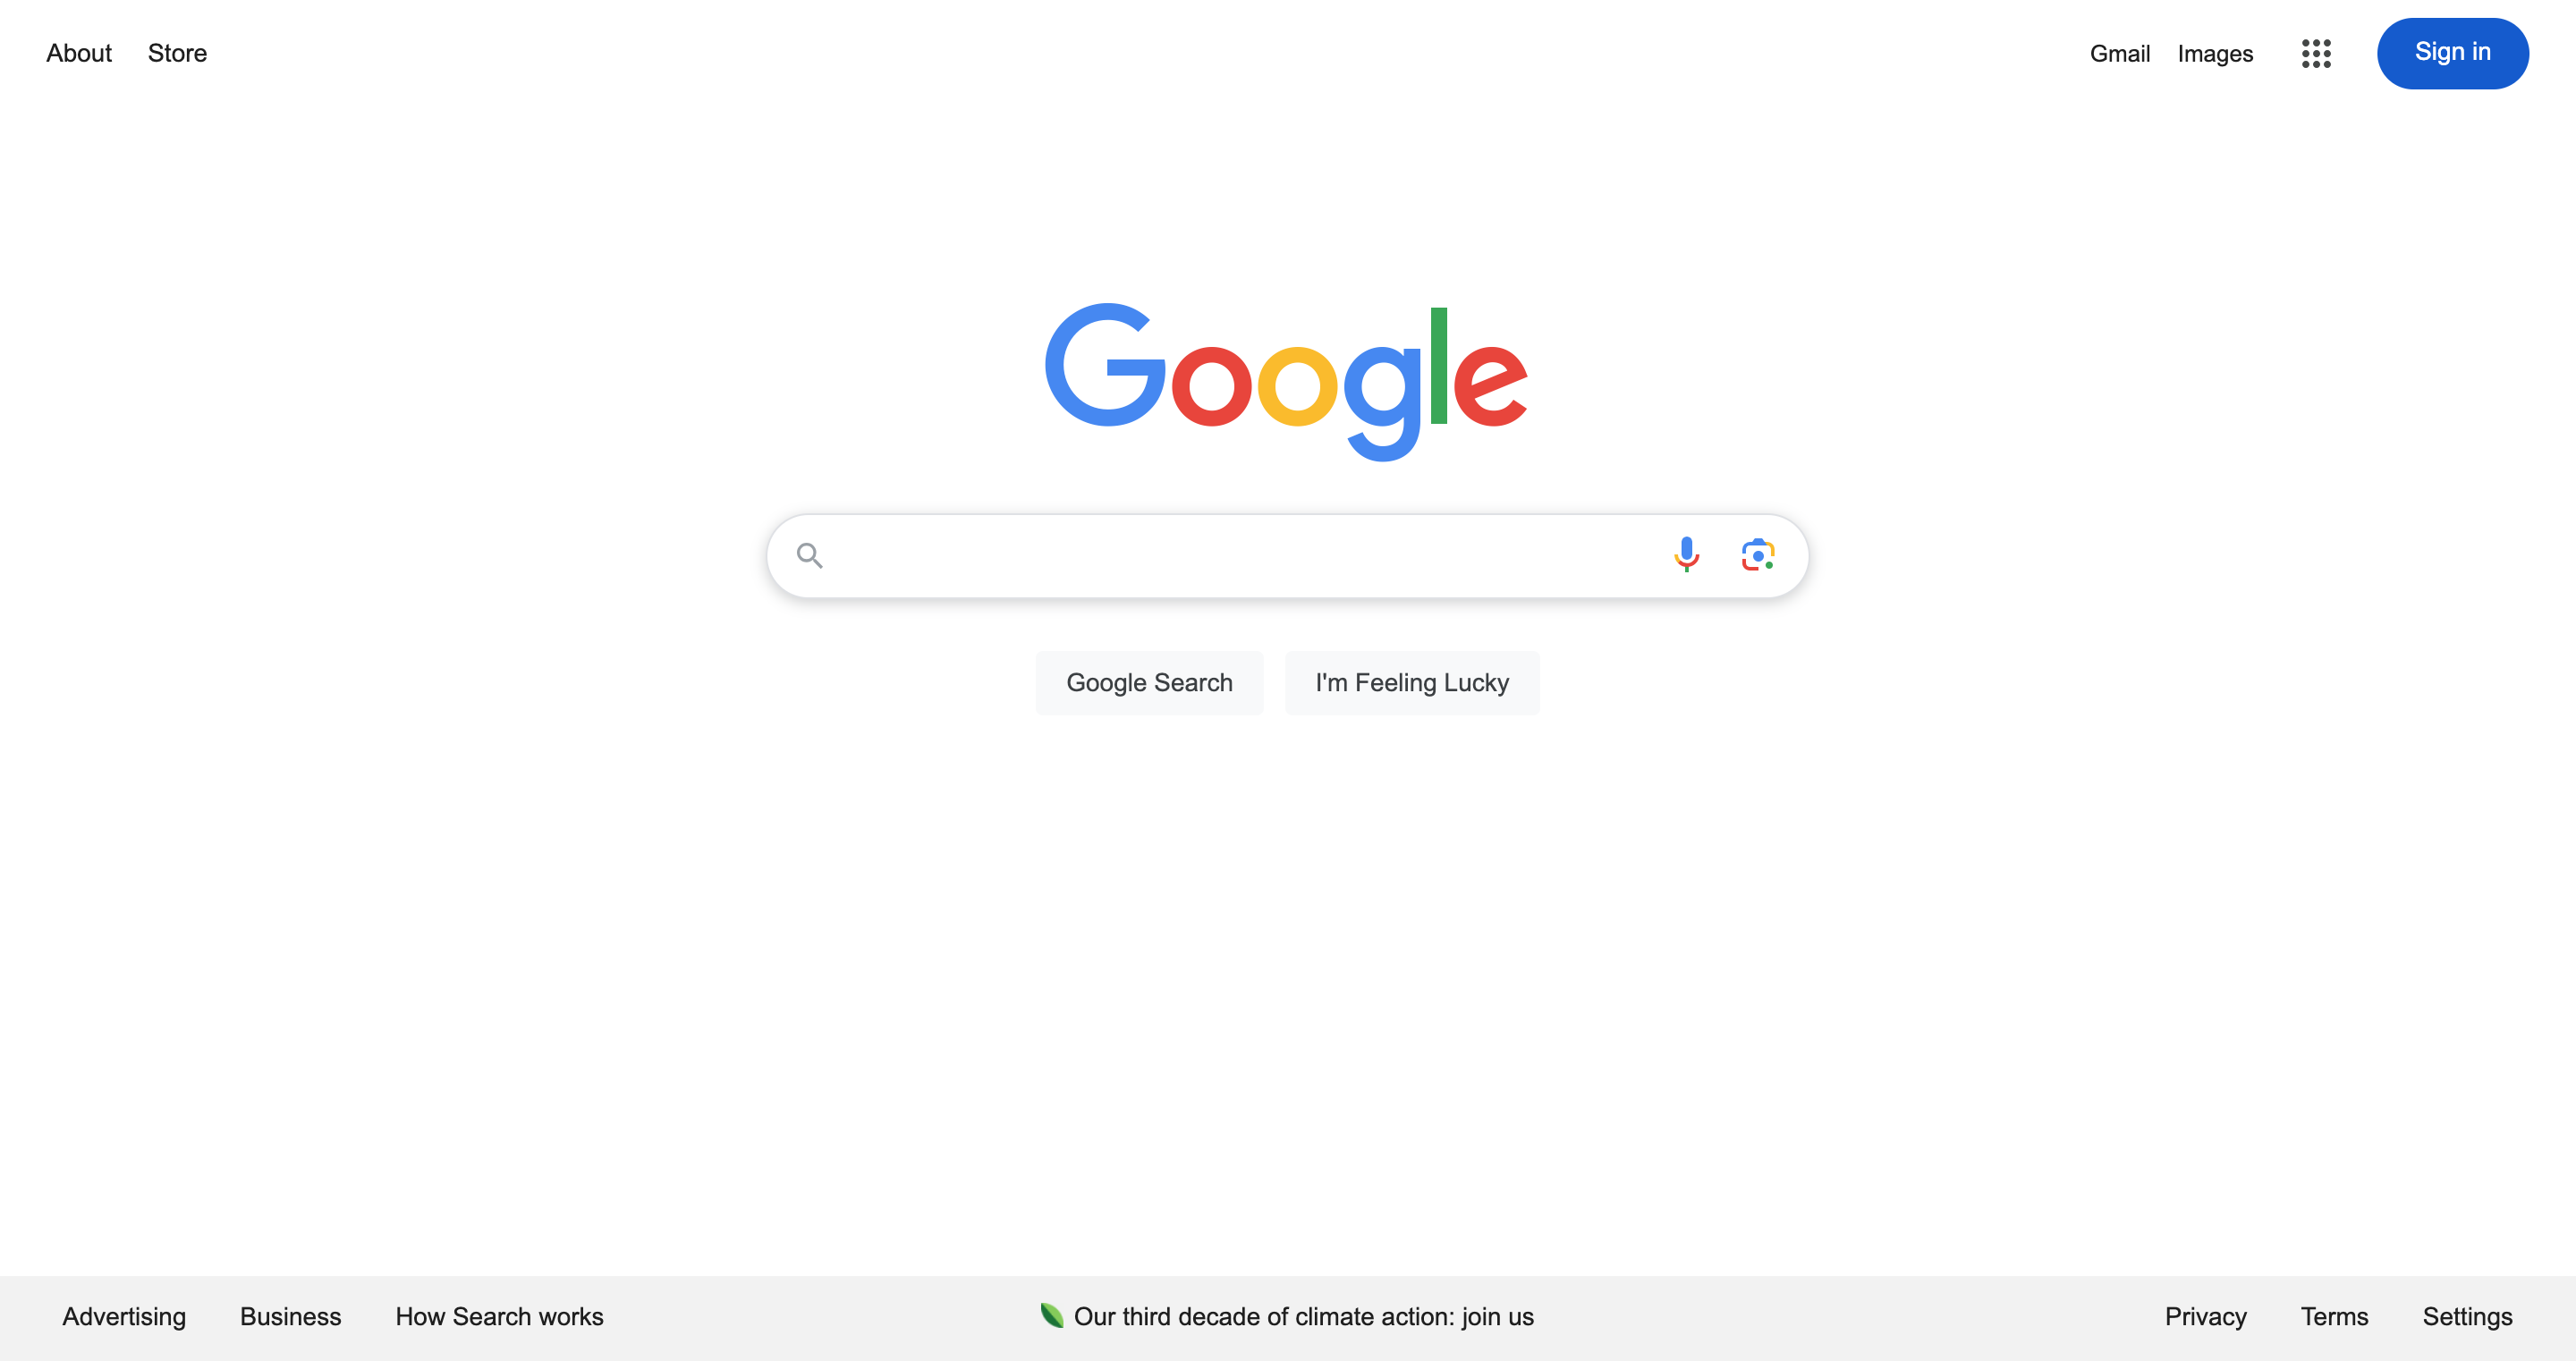 About Store Gmail Images Sign in
Google
Google Search I'm Feeling Lucky
Advertising Business How Search works Our third decade of climate action: join us Privacy Terms Settings